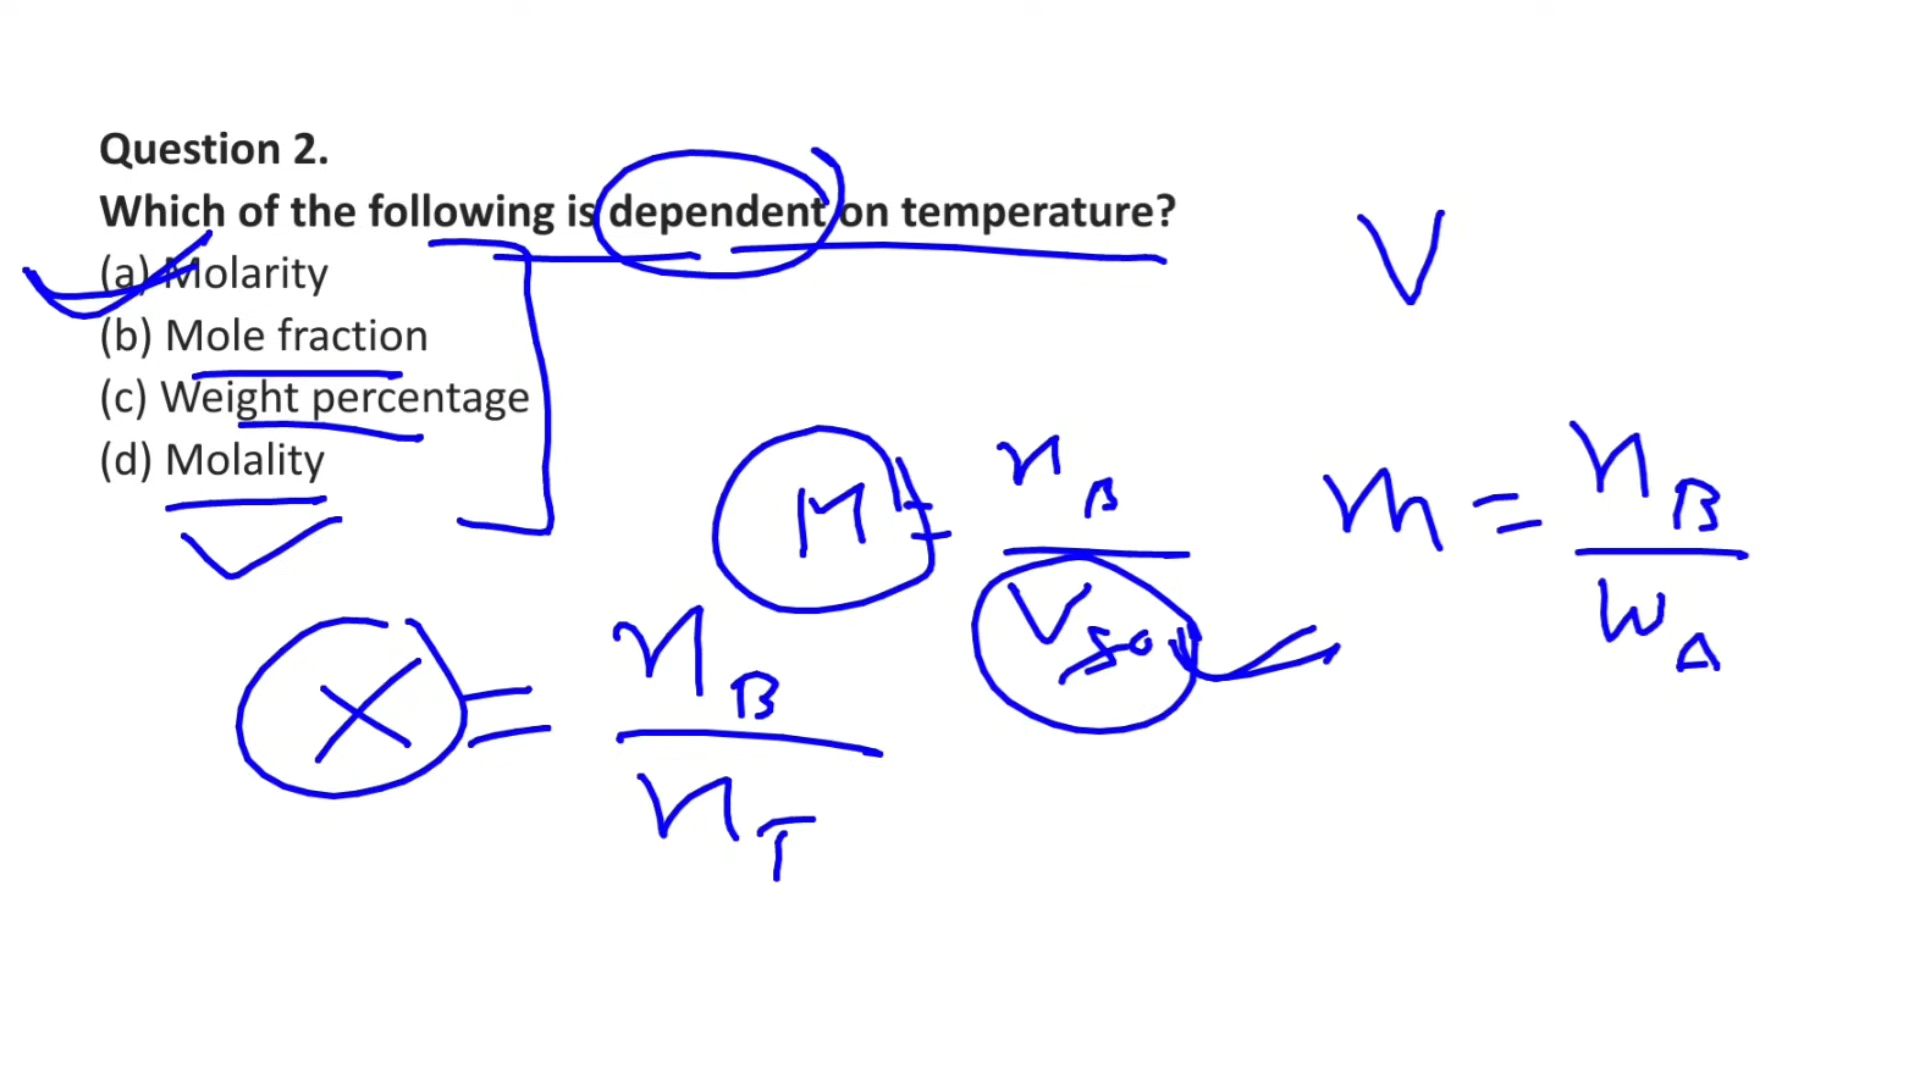 Question 2.
Which of the following is dependent on temperature?
(a) Molarity
(b) Mole fraction
(c) Weight percentage
(d) Molality
V
M = n_B / V_sol
m = n_B / W_A
X = n_B / n_T